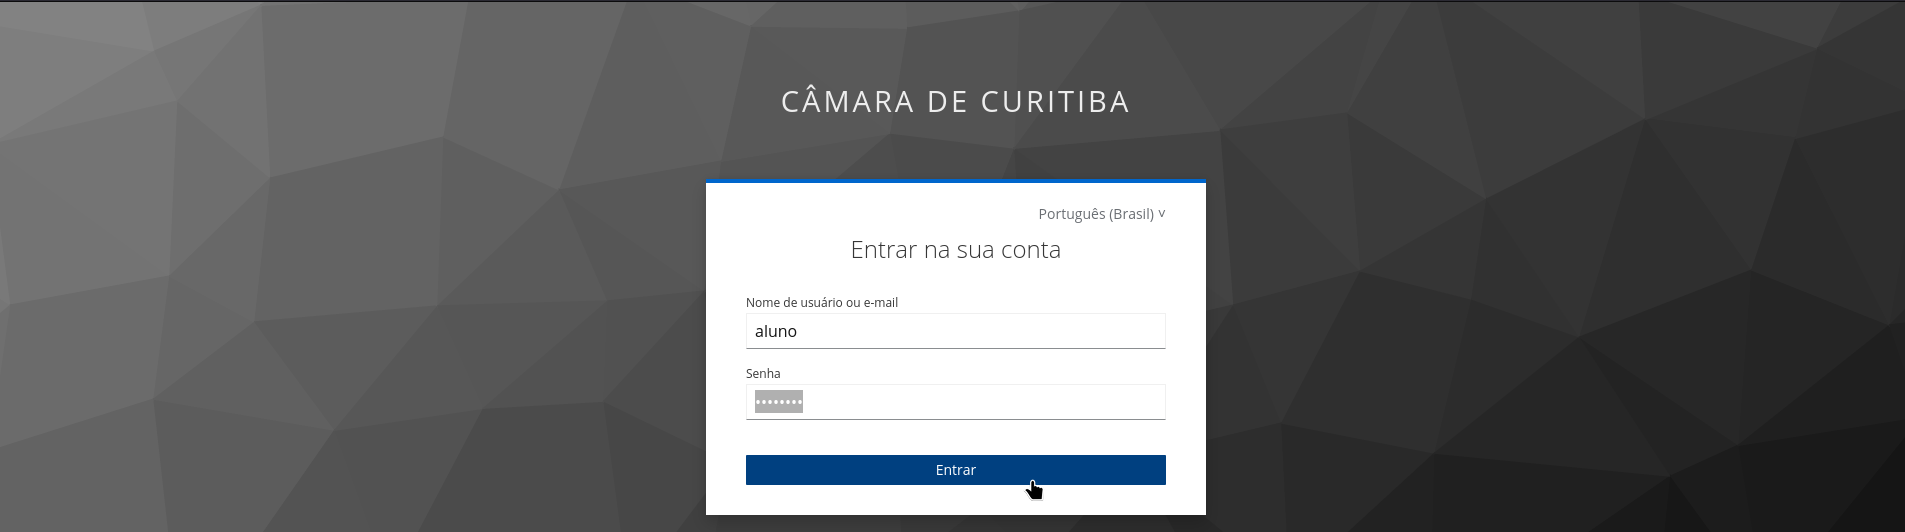 CÂMARA DE CURITIBA
Português (Brasil)
Entrar na sua conta
Nome de usuário ou e-mail
aluno
Senha
••••••••
Entrar